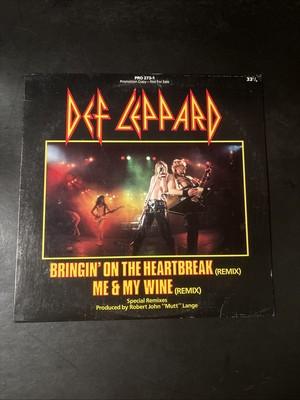 PRO 273-1
Promotional Copy - Not For Sale
33⅓
DEF LEPPARD
BRINGIN' ON THE HEARTBREAK (REMIX)
ME & MY WINE (REMIX)
Special Remixes
Produced by Robert John "Mutt" Lange